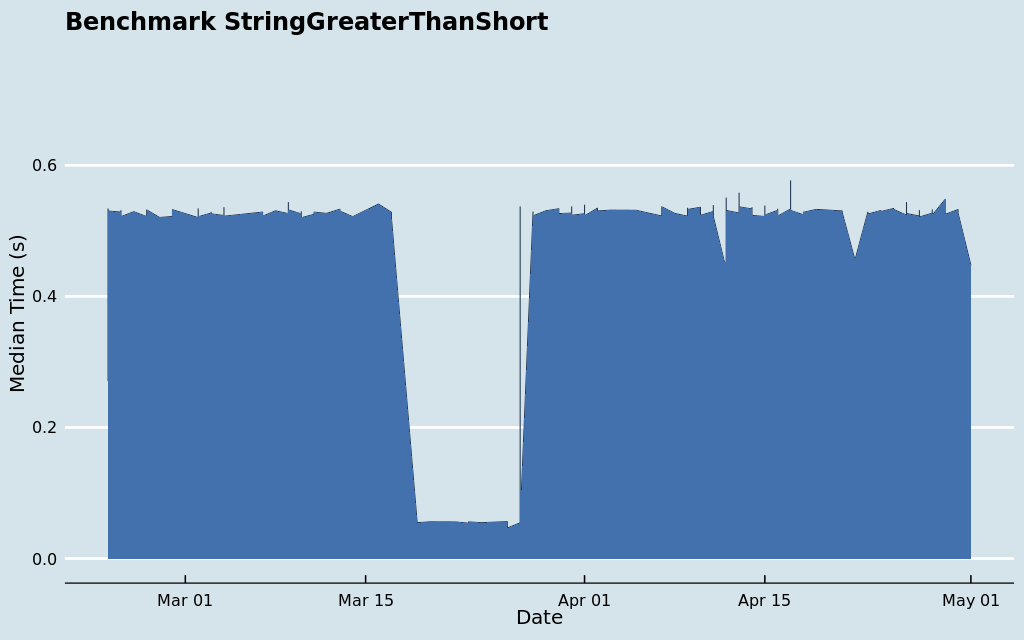 Benchmark StringGreaterThanShort
Median Time (s)
0.6
0.4
0.2
0.0
Mar 01
Mar 15
Apr 01
Apr 15
May 01
Date